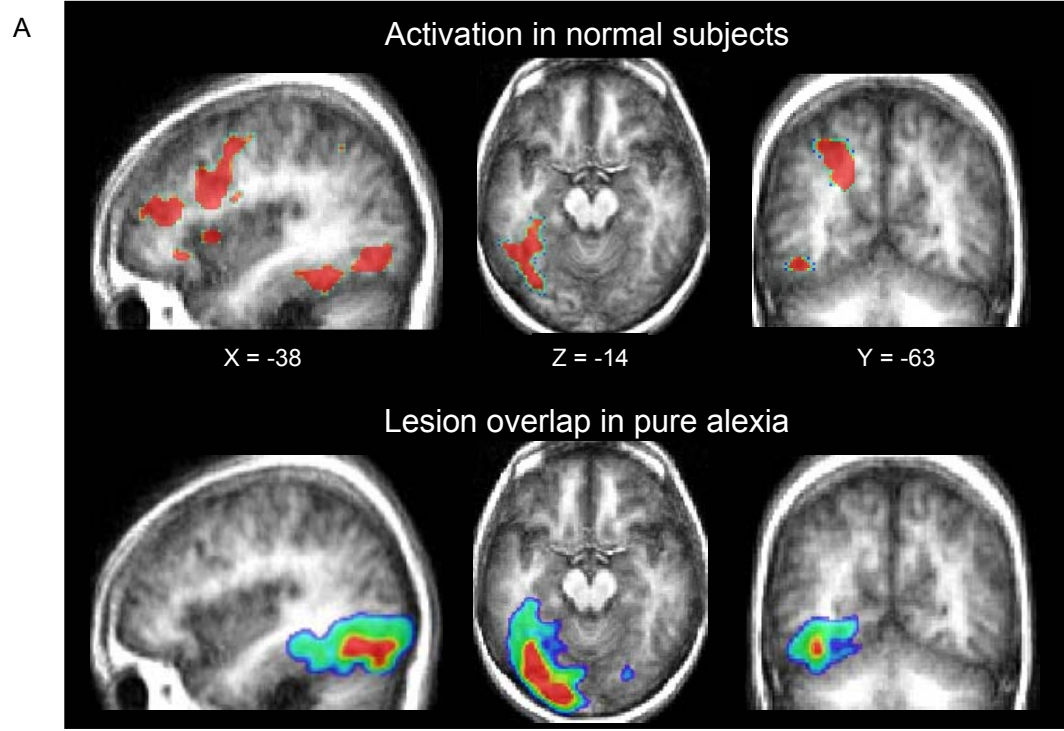 A
Activation in normal subjects
X = -38
Z = -14
Y = -63
Lesion overlap in pure alexia